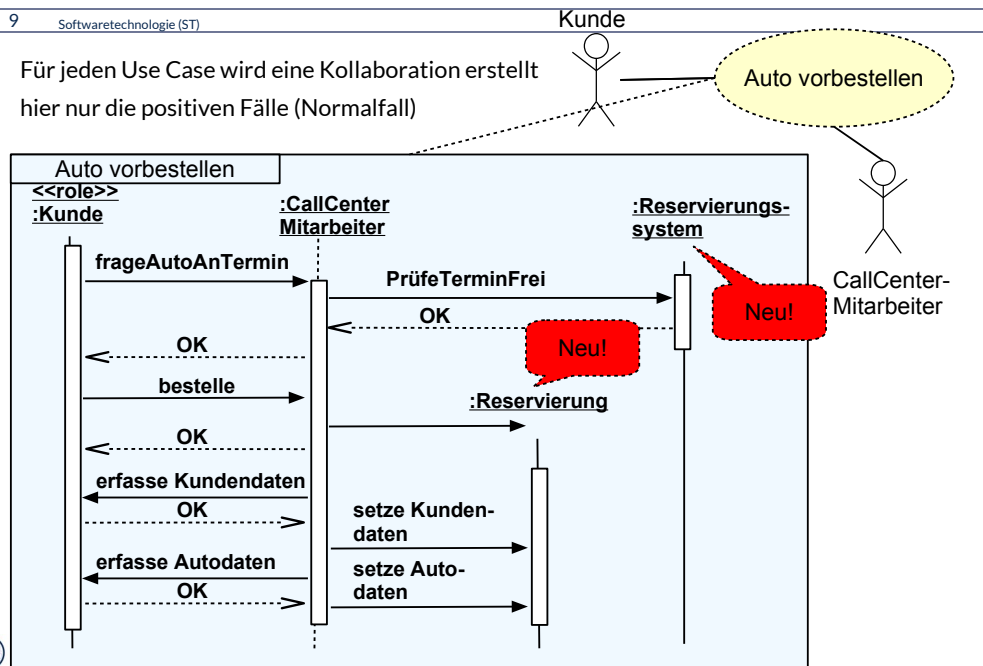 9 Softwaretechnologie (ST)
Kunde
Für jeden Use Case wird eine Kollaboration erstellt
hier nur die positiven Fälle (Normalfall)
Auto vorbestellen
CallCenter-
Mitarbeiter
Auto vorbestellen
<<role>>
:Kunde
:CallCenter
Mitarbeiter
:Reservierungs-
system
frageAutoAnTermin
PrüfeTerminFrei
OK
Neu!
Neu!
OK
bestelle
:Reservierung
OK
erfasse Kundendaten
OK
setze Kunden-
daten
erfasse Autodaten
OK
setze Auto-
daten